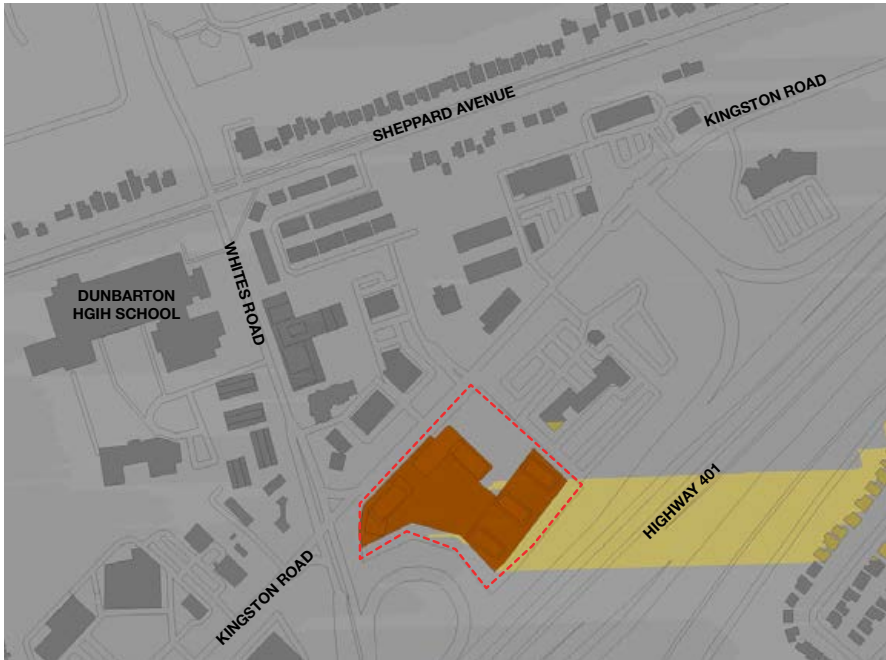 SHEPPARD AVENUE
KINGSTON ROAD
WHITES ROAD
DUNBARTON
HGIH SCHOOL
HIGHWAY 401
KINGSTON ROAD